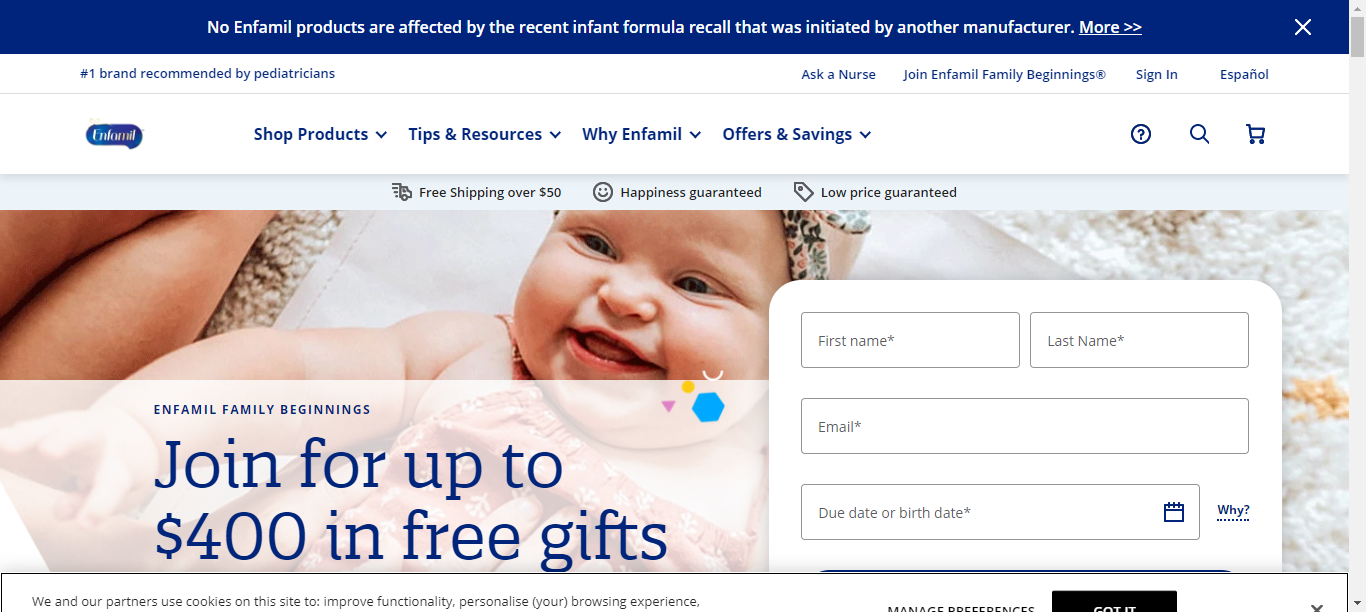 No Enfamil products are affected by the recent infant formula recall that was initiated by another manufacturer. More >>
#1 brand recommended by pediatricians
Ask a Nurse Join Enfamil Family Beginnings® Sign In Español
Enfamil Shop Products Tips & Resources Why Enfamil Offers & Savings
Free Shipping over $50 Happiness guaranteed Low price guaranteed
First name* Last Name*
Email*
Due date or birth date* Why?
ENFAMIL FAMILY BEGINNINGS
Join for up to
$400 in free gifts
We and our partners use cookies on this site to: improve functionality, personalise (your) browsing experience,
MANAGE PREFERENCES GOT IT